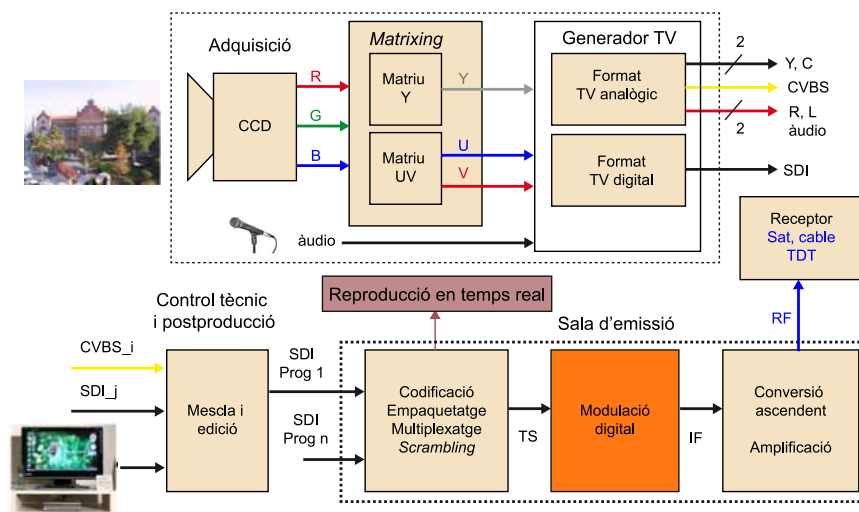 Adquisició
Matrixing
Generador TV
R
G
B
CCD
Matriu
Y
Matriu
UV
Y
U
V
Format
TV analògic
Format
TV digital
2
Y, C
CVBS
R, L
2
àudio
SDI
àudio
Receptor
Sat, cable
TDT
RF
Reproducció en temps real
Control tècnic
i postproducció
Sala d'emissió
CVBS_i
SDI_j
Mescla i
edició
SDI
Prog 1
SDI
Prog n
Codificació
Empaquetatge
Multiplexatge
Scrambling
TS
Modulació
digital
IF
Conversió
ascendent
Amplificació